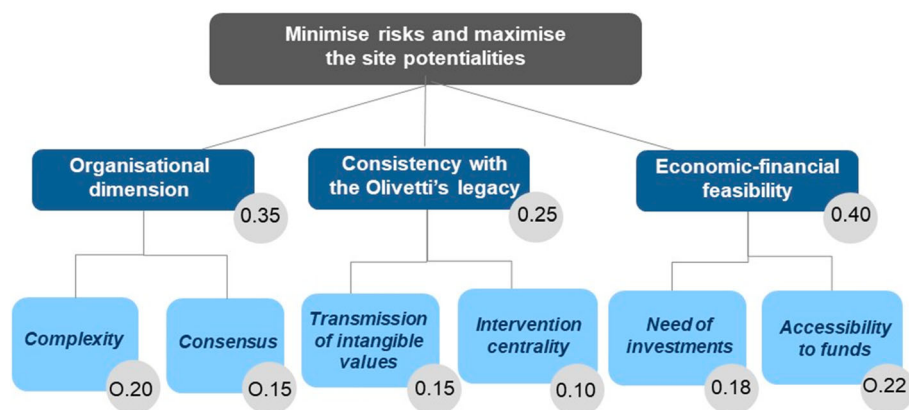 Minimise risks and maximise
the site potentialities
Organisational
dimension
0.35
Consistency with
the Olivetti's legacy
0.25
Economic-financial
feasibility
0.40
Complexity
O.20
Consensus
O.15
Transmission
of intangible
values
0.15
Intervention
centrality
0.10
Need of
investments
0.18
Accessibility
to funds
O.22